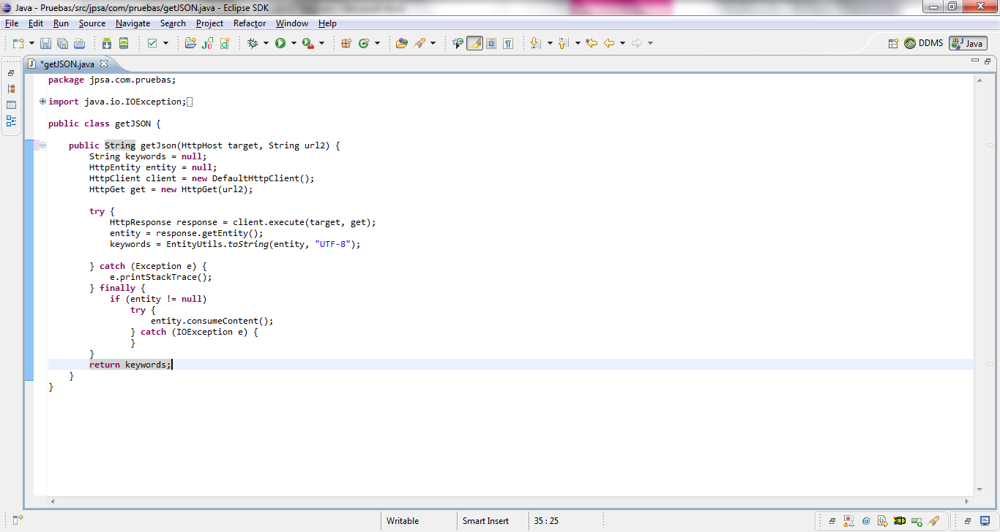 Java - Pruebas/src/jpsa/com/pruebas/getJSON.java - Eclipse SDK
File Edit Run Source Navigate Search Project Refactor Window Help
DDMS Java
*getJSON.java
package jpsa.com.pruebas;
import java.io.IOException;
public class getJSON {
public String getJson(HttpHost target, String url2) {
String keywords = null;
HttpEntity entity = null;
HttpClient client = new DefaultHttpClient();
HttpGet get = new HttpGet(url2);
try {
HttpResponse response = client.execute(target, get);
entity = response.getEntity();
keywords = EntityUtils.toString(entity, "UTF-8");
} catch (Exception e) {
e.printStackTrace();
} finally {
if (entity != null)
try {
entity.consumeContent();
} catch (IOException e) {
}
}
return keywords;
}
}
Writable Smart Insert 35 : 25